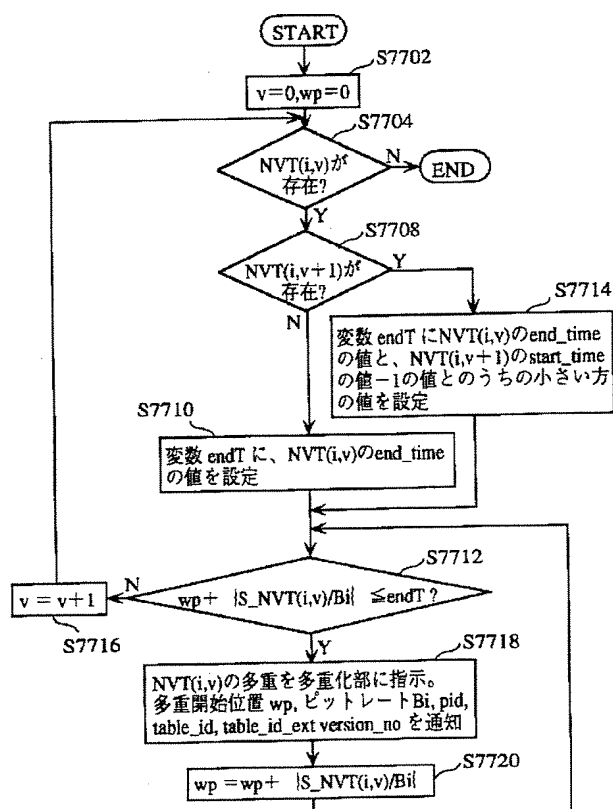 START
S7702
v=0,wp=0
S7704
NVT(i,v)が
存在?
N
END
Y
S7708
NVT(i,v+1)が
存在?
Y
N
S7714
変数 endT にNVT(i,v)のend_time
の値と、NVT(i,v+1)のstart_time
の値-1の値とのうちの小さい方
の値を設定
S7710
変数 endT に、NVT(i,v)のend_time
の値を設定
S7712
N
wp+ {S_NVT(i,v)/Bi} ≦endT ?
v = v+1
S7716
Y
S7718
NVT(i,v)の多重を多重化部に指示。
多重開始位置 wp, ビットレートBi, pid,
table_id, table_id_ext version_no を通知
S7720
wp =wp+ {S_NVT(i,v)/Bi}